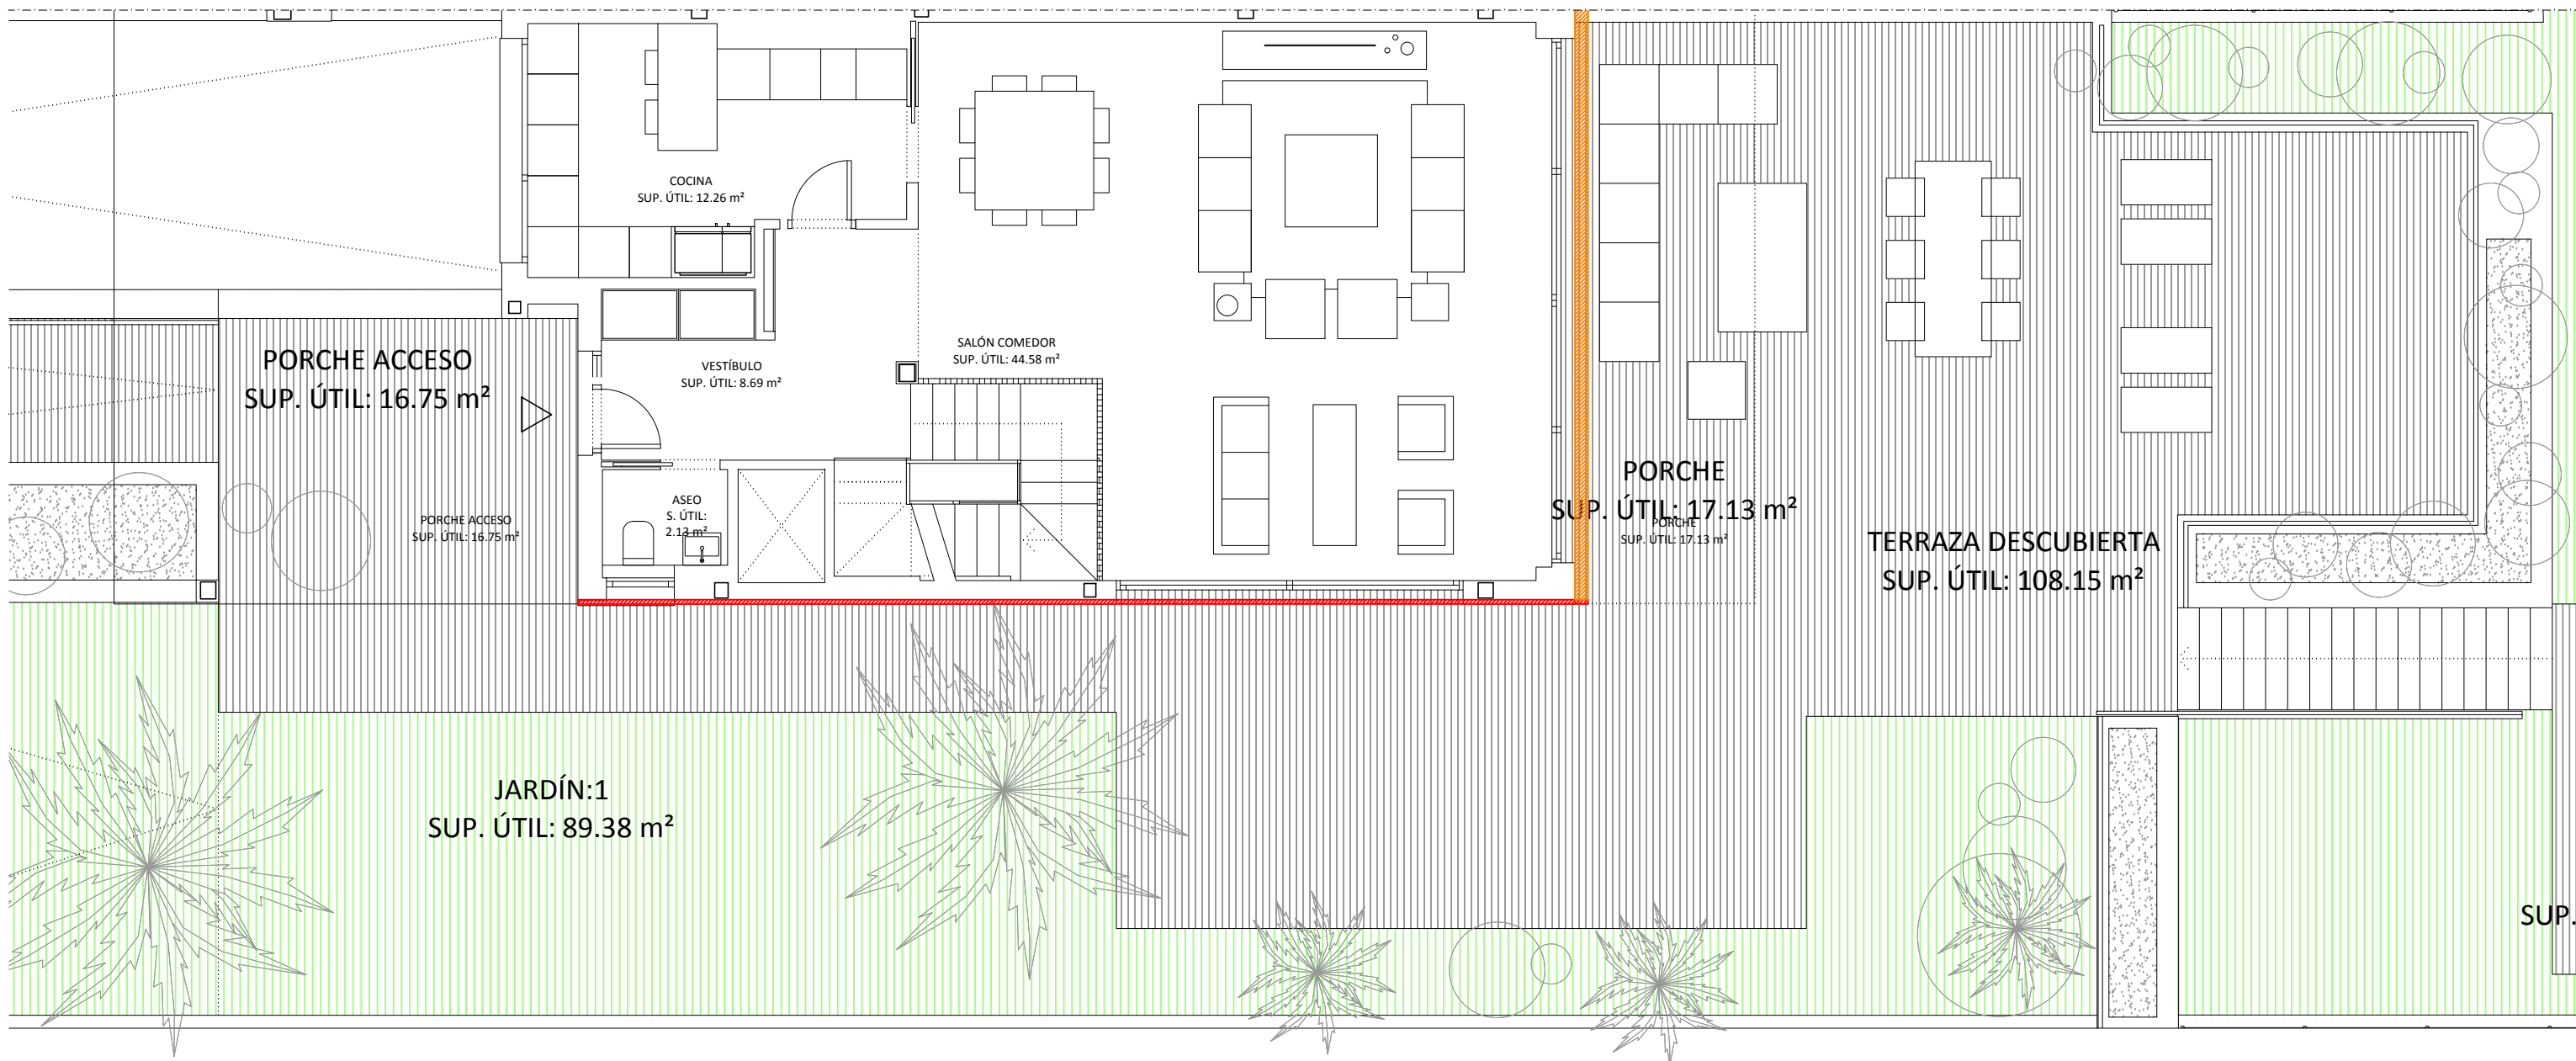 COCINA
SUP. ÚTIL: 12.26 m²
SALÓN COMEDOR
SUP. ÚTIL: 44.58 m²
PORCHE ACCESO
SUP. ÚTIL: 16.75 m²
VESTÍBULO
SUP. ÚTIL: 8.69 m²
PORCHE
SUP. ÚTIL: 17.13 m²
ASEO
S. ÚTIL:
2.13 m²
PORCHE ACCESO
SUP. ÚTIL: 16.75 m²
PORCHE
SUP. ÚTIL: 17.13 m²
TERRAZA DESCUBIERTA
SUP. ÚTIL: 108.15 m²
JARDÍN:1
SUP. ÚTIL: 89.38 m²
SUP.